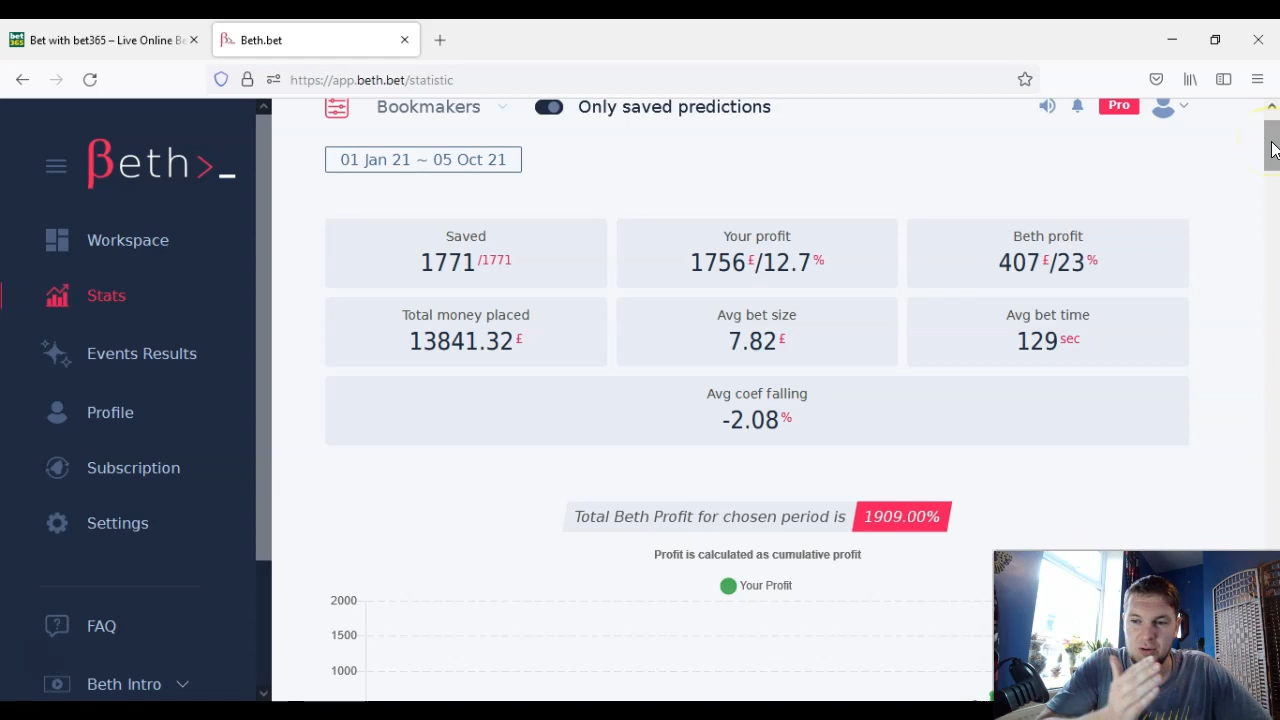 Bet with bet365 – Live Online Be
Beth.bet
https://app.beth.bet/statistic
Bookmakers
Only saved predictions
Pro
01 Jan 21 ~ 05 Oct 21
βeth>_
Workspace
Stats
Events Results
Profile
Subscription
Settings
FAQ
Beth Intro
Saved
1771/1771
Your profit
1756£/12.7%
Beth profit
407£/23%
Total money placed
13841.32£
Avg bet size
7.82£
Avg bet time
129sec
Avg coef falling
-2.08%
Total Beth Profit for chosen period is 1909.00%
Profit is calculated as cumulative profit
Your Profit
2000
1500
1000